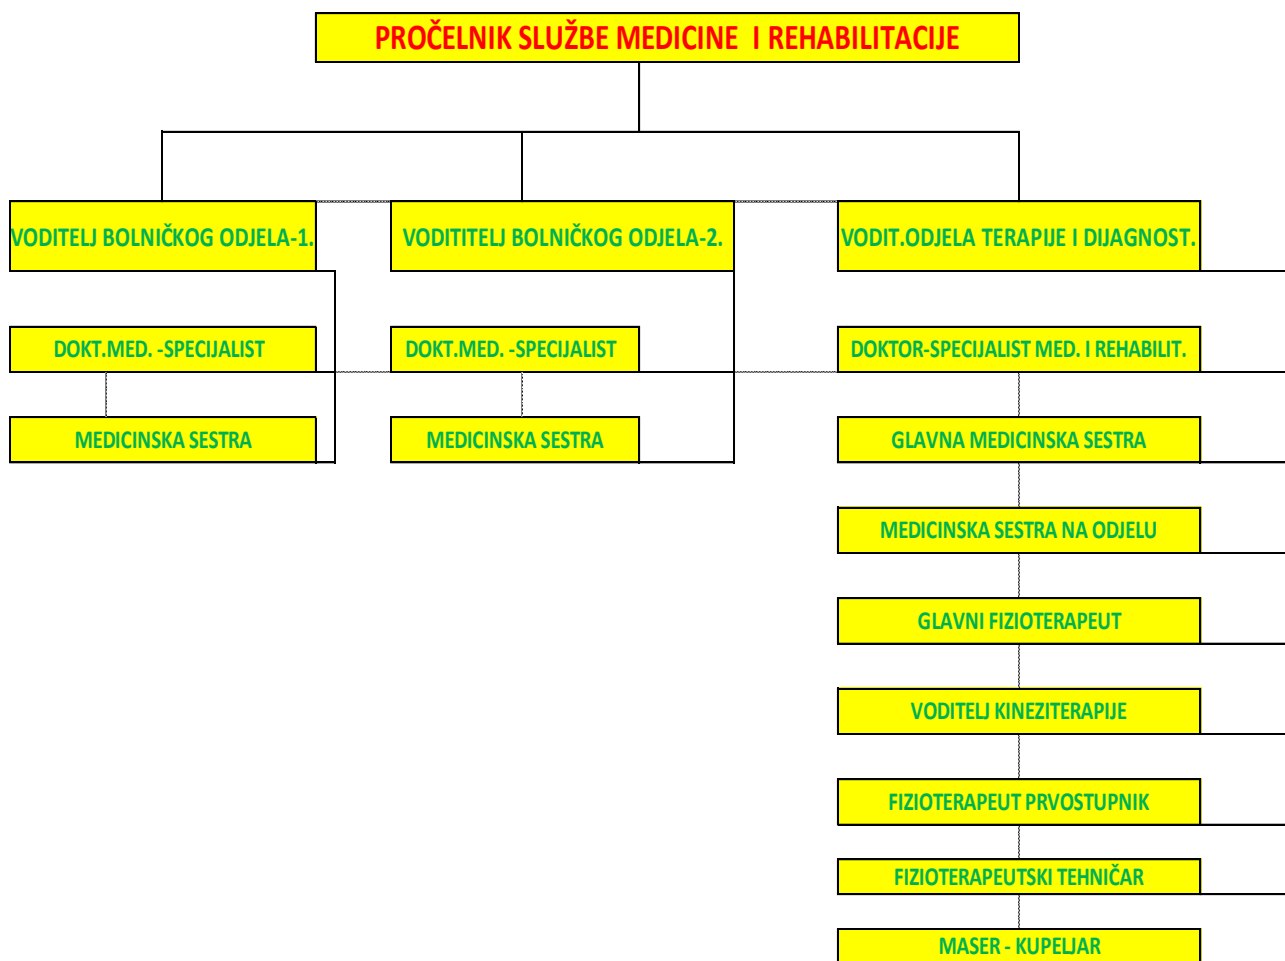 PROČELNIK SLUŽBE MEDICINE I REHABILITACIJE
VODITELJ BOLNIČKOG ODJELA-1.
VODITITELJ BOLNIČKOG ODJELA-2.
VODIT.ODJELA TERAPIJE I DIJAGNOST.
DOKT.MED. -SPECIJALIST
DOKT.MED. -SPECIJALIST
DOKTOR-SPECIJALIST MED. I REHABILIT.
MEDICINSKA SESTRA
MEDICINSKA SESTRA
GLAVNA MEDICINSKA SESTRA
MEDICINSKA SESTRA NA ODJELU
GLAVNI FIZIOTERAPEUT
VODITELJ KINEZITERAPIJE
FIZIOTERAPEUT PRVOSTUPNIK
FIZIOTERAPEUTSKI TEHNIČAR
MASER - KUPELJAR